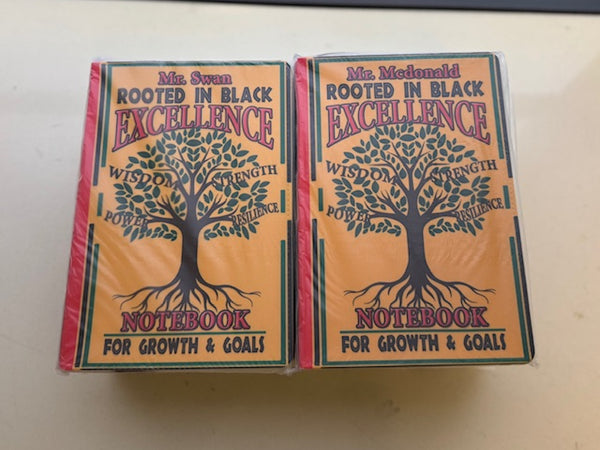 Mr. Swan
ROOTED IN BLACK
EXCELLENCE
WISDOM STRENGTH
POWER RESILIENCE
NOTEBOOK
FOR GROWTH & GOALS
Mr. Mcdonald
ROOTED IN BLACK
EXCELLENCE
WISDOM STRENGTH
POWER RESILIENCE
NOTEBOOK
FOR GROWTH & GOALS